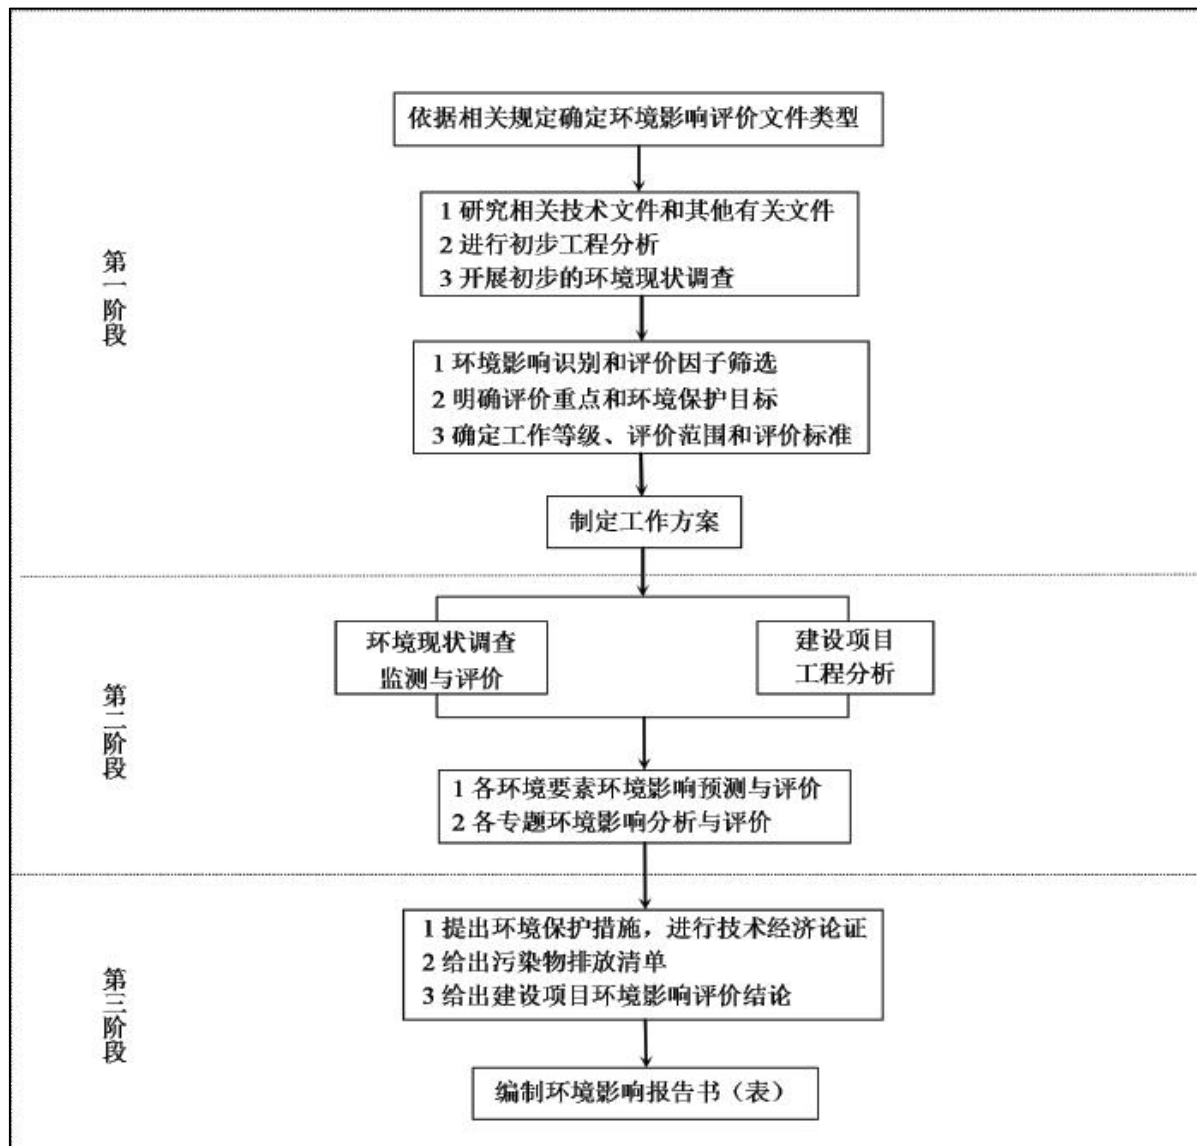 依据相关规定确定环境影响评价文件类型
1 研究相关技术文件和其他有关文件
2 进行初步工程分析
3 开展初步的环境现状调查
第一阶段
1 环境影响识别和评价因子筛选
2 明确评价重点和环境保护目标
3 确定工作等级、评价范围和评价标准
制定工作方案
环境现状调查
监测与评价
建设项目
工程分析
第二阶段
1 各环境要素环境影响预测与评价
2 各专题环境影响分析与评价
1 提出环境保护措施，进行技术经济论证
2 给出污染物排放清单
3 给出建设项目环境影响评价结论
第三阶段
编制环境影响报告书（表）